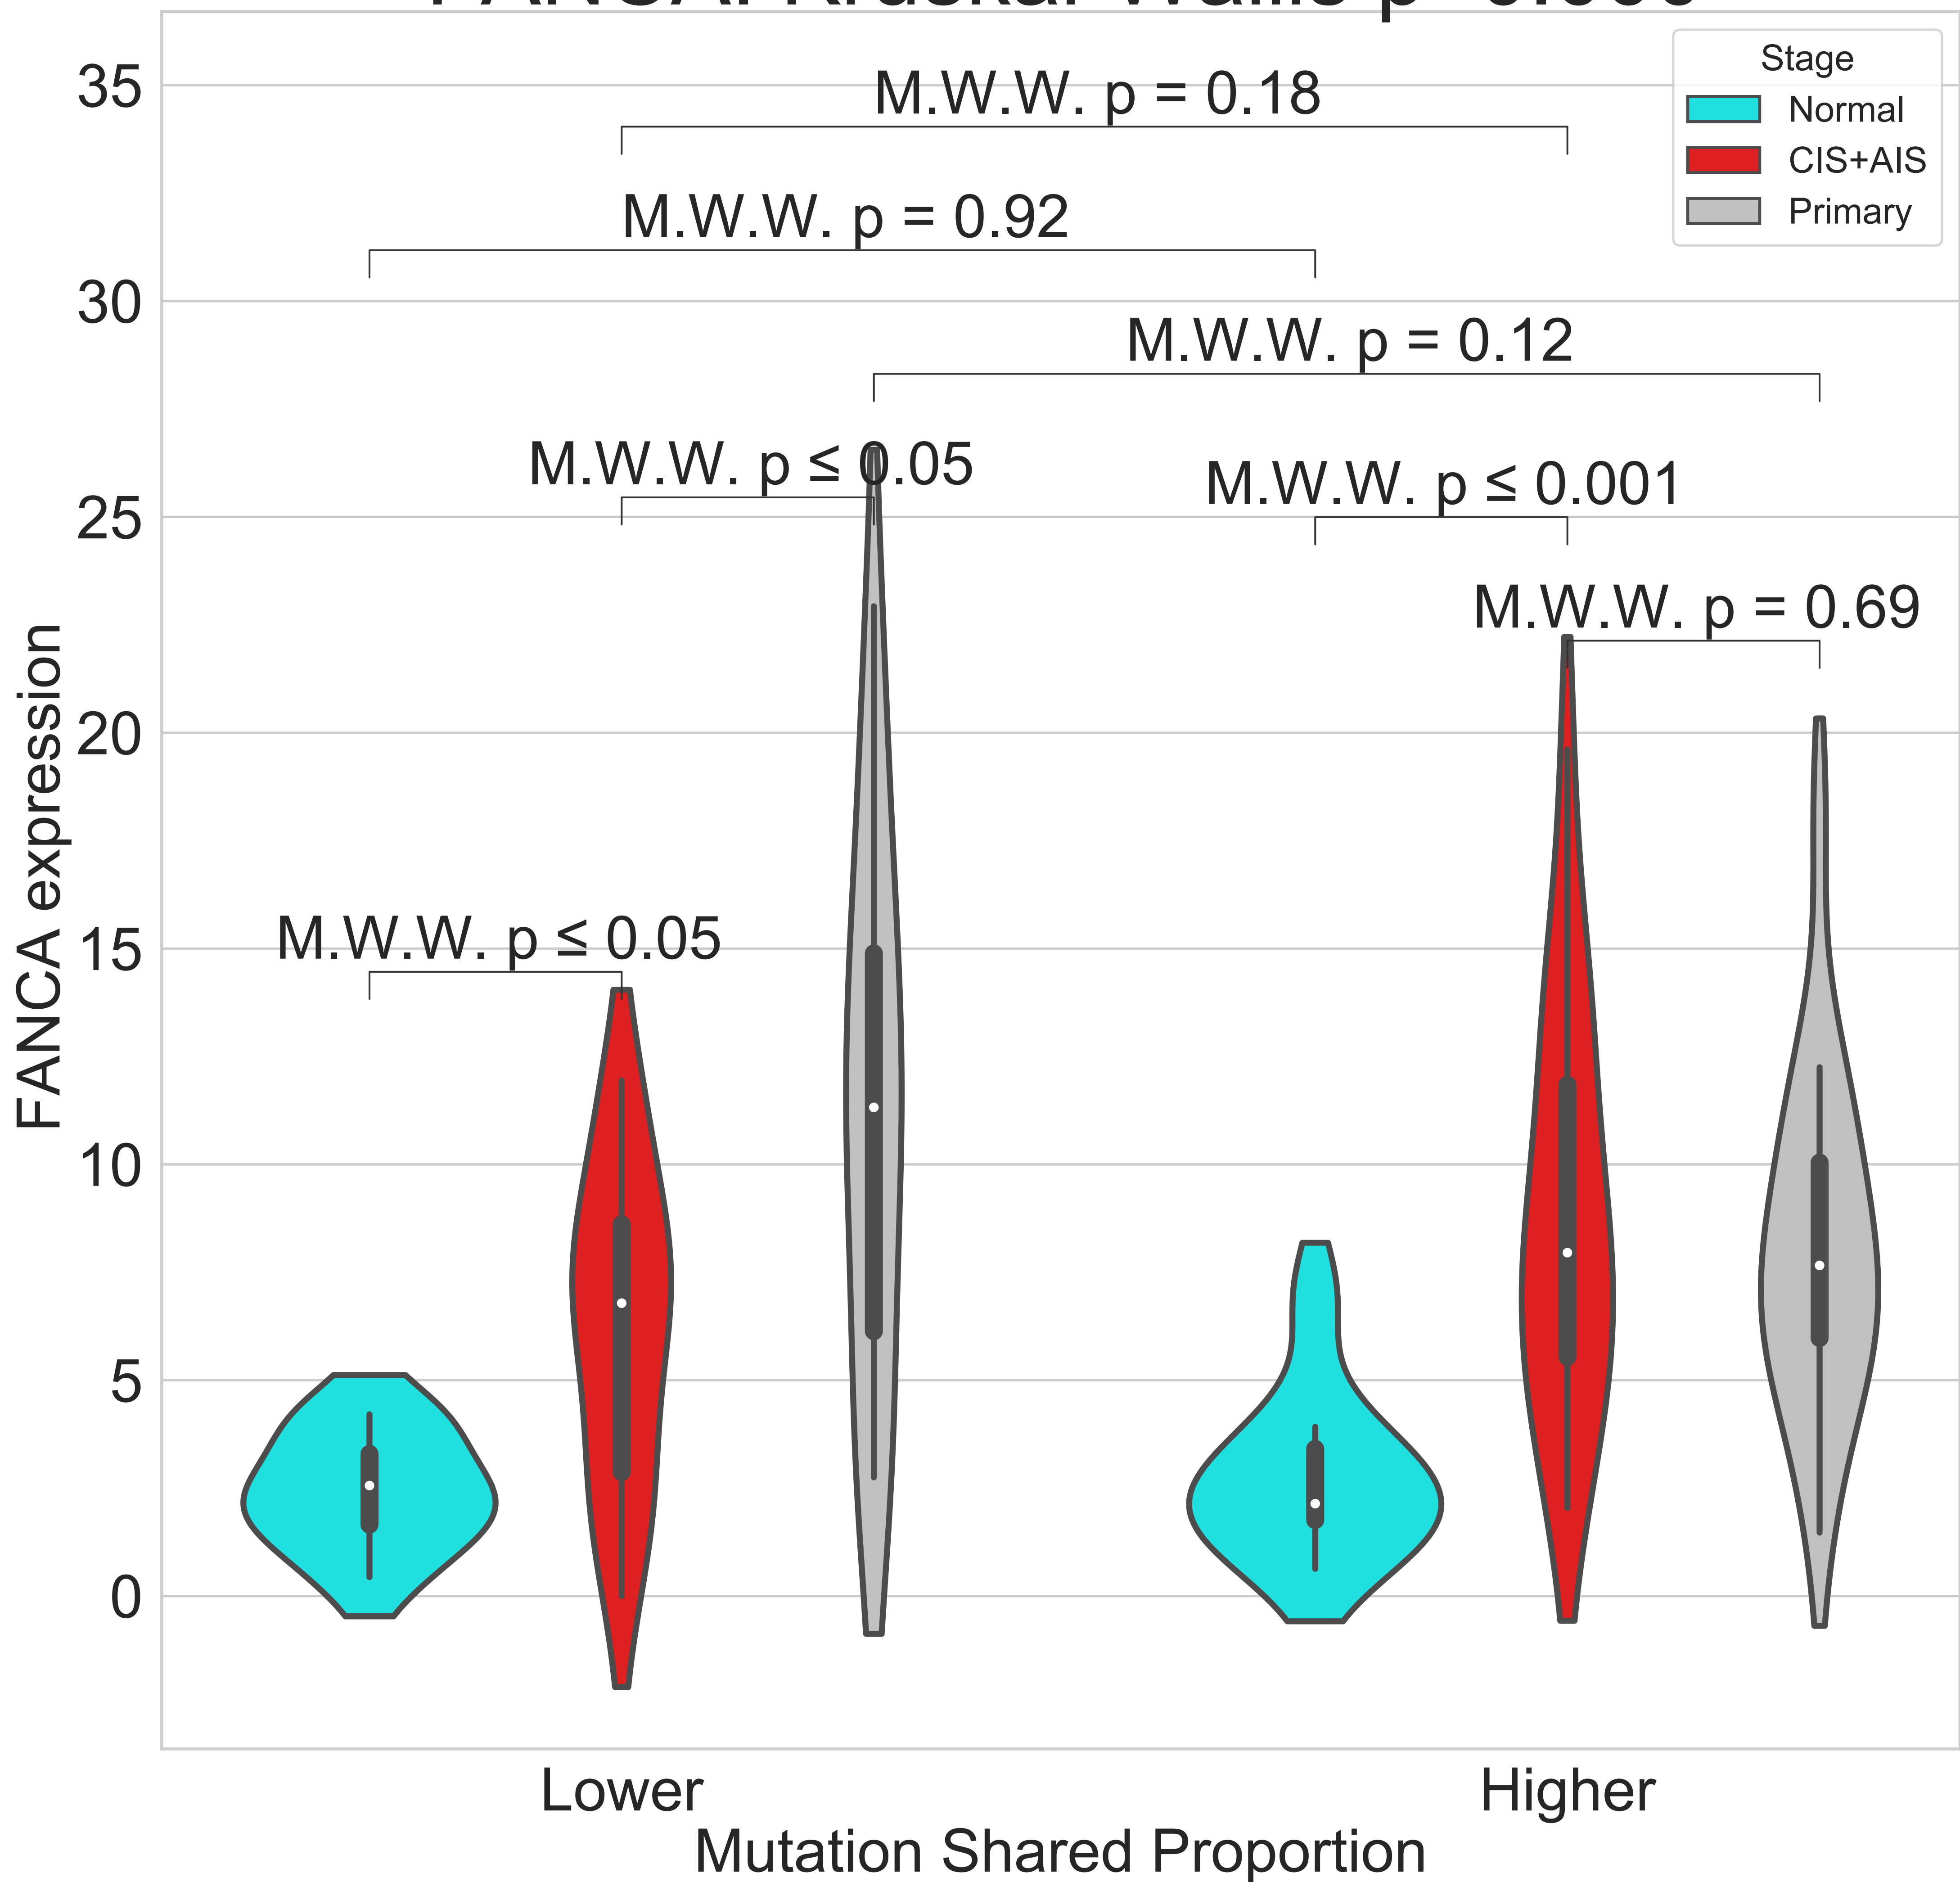 Stage
Normal
CIS+AIS
Primary
M.W.W. p = 0.18
M.W.W. p = 0.92
M.W.W. p = 0.12
M.W.W. p ≤ 0.05
M.W.W. p ≤ 0.001
M.W.W. p = 0.69
M.W.W. p ≤ 0.05
35
30
25
20
15
10
5
0
FANCA expression
Lower
Higher
Mutation Shared Proportion